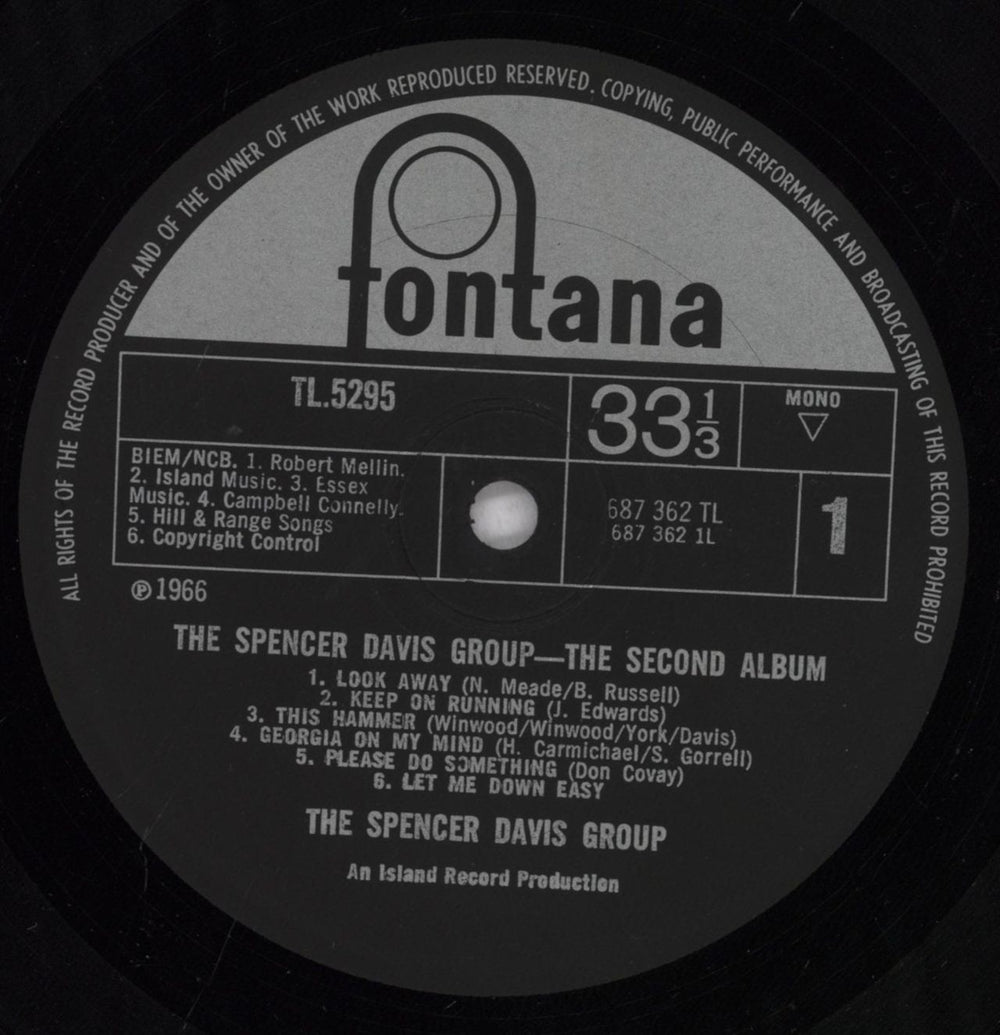 ALL RIGHTS OF THE RECORD PRODUCER AND OF THE OWNER OF THE WORK REPRODUCED RESERVED. COPYING, PUBLIC PERFORMANCE AND BROADCASTING OF THIS RECORD PROHIBITED
fontana
TL.5295
33 1/3
MONO
BIEM/NCB. 1. Robert Mellin.
2. Island Music. 3. Essex
Music. 4. Campbell Connelly.
5. Hill & Range Songs
6. Copyright Control
687 362 TL
687 362 1L
1
℗ 1966
THE SPENCER DAVIS GROUP—THE SECOND ALBUM
1. LOOK AWAY (N. Meade/B. Russell)
2. KEEP ON RUNNING (J. Edwards)
3. THIS HAMMER (Winwood/Winwood/York/Davis)
4. GEORGIA ON MY MIND (H. Carmichael/S. Gorrell)
5. PLEASE DO SOMETHING (Don Covay)
6. LET ME DOWN EASY
THE SPENCER DAVIS GROUP
An Island Record Production